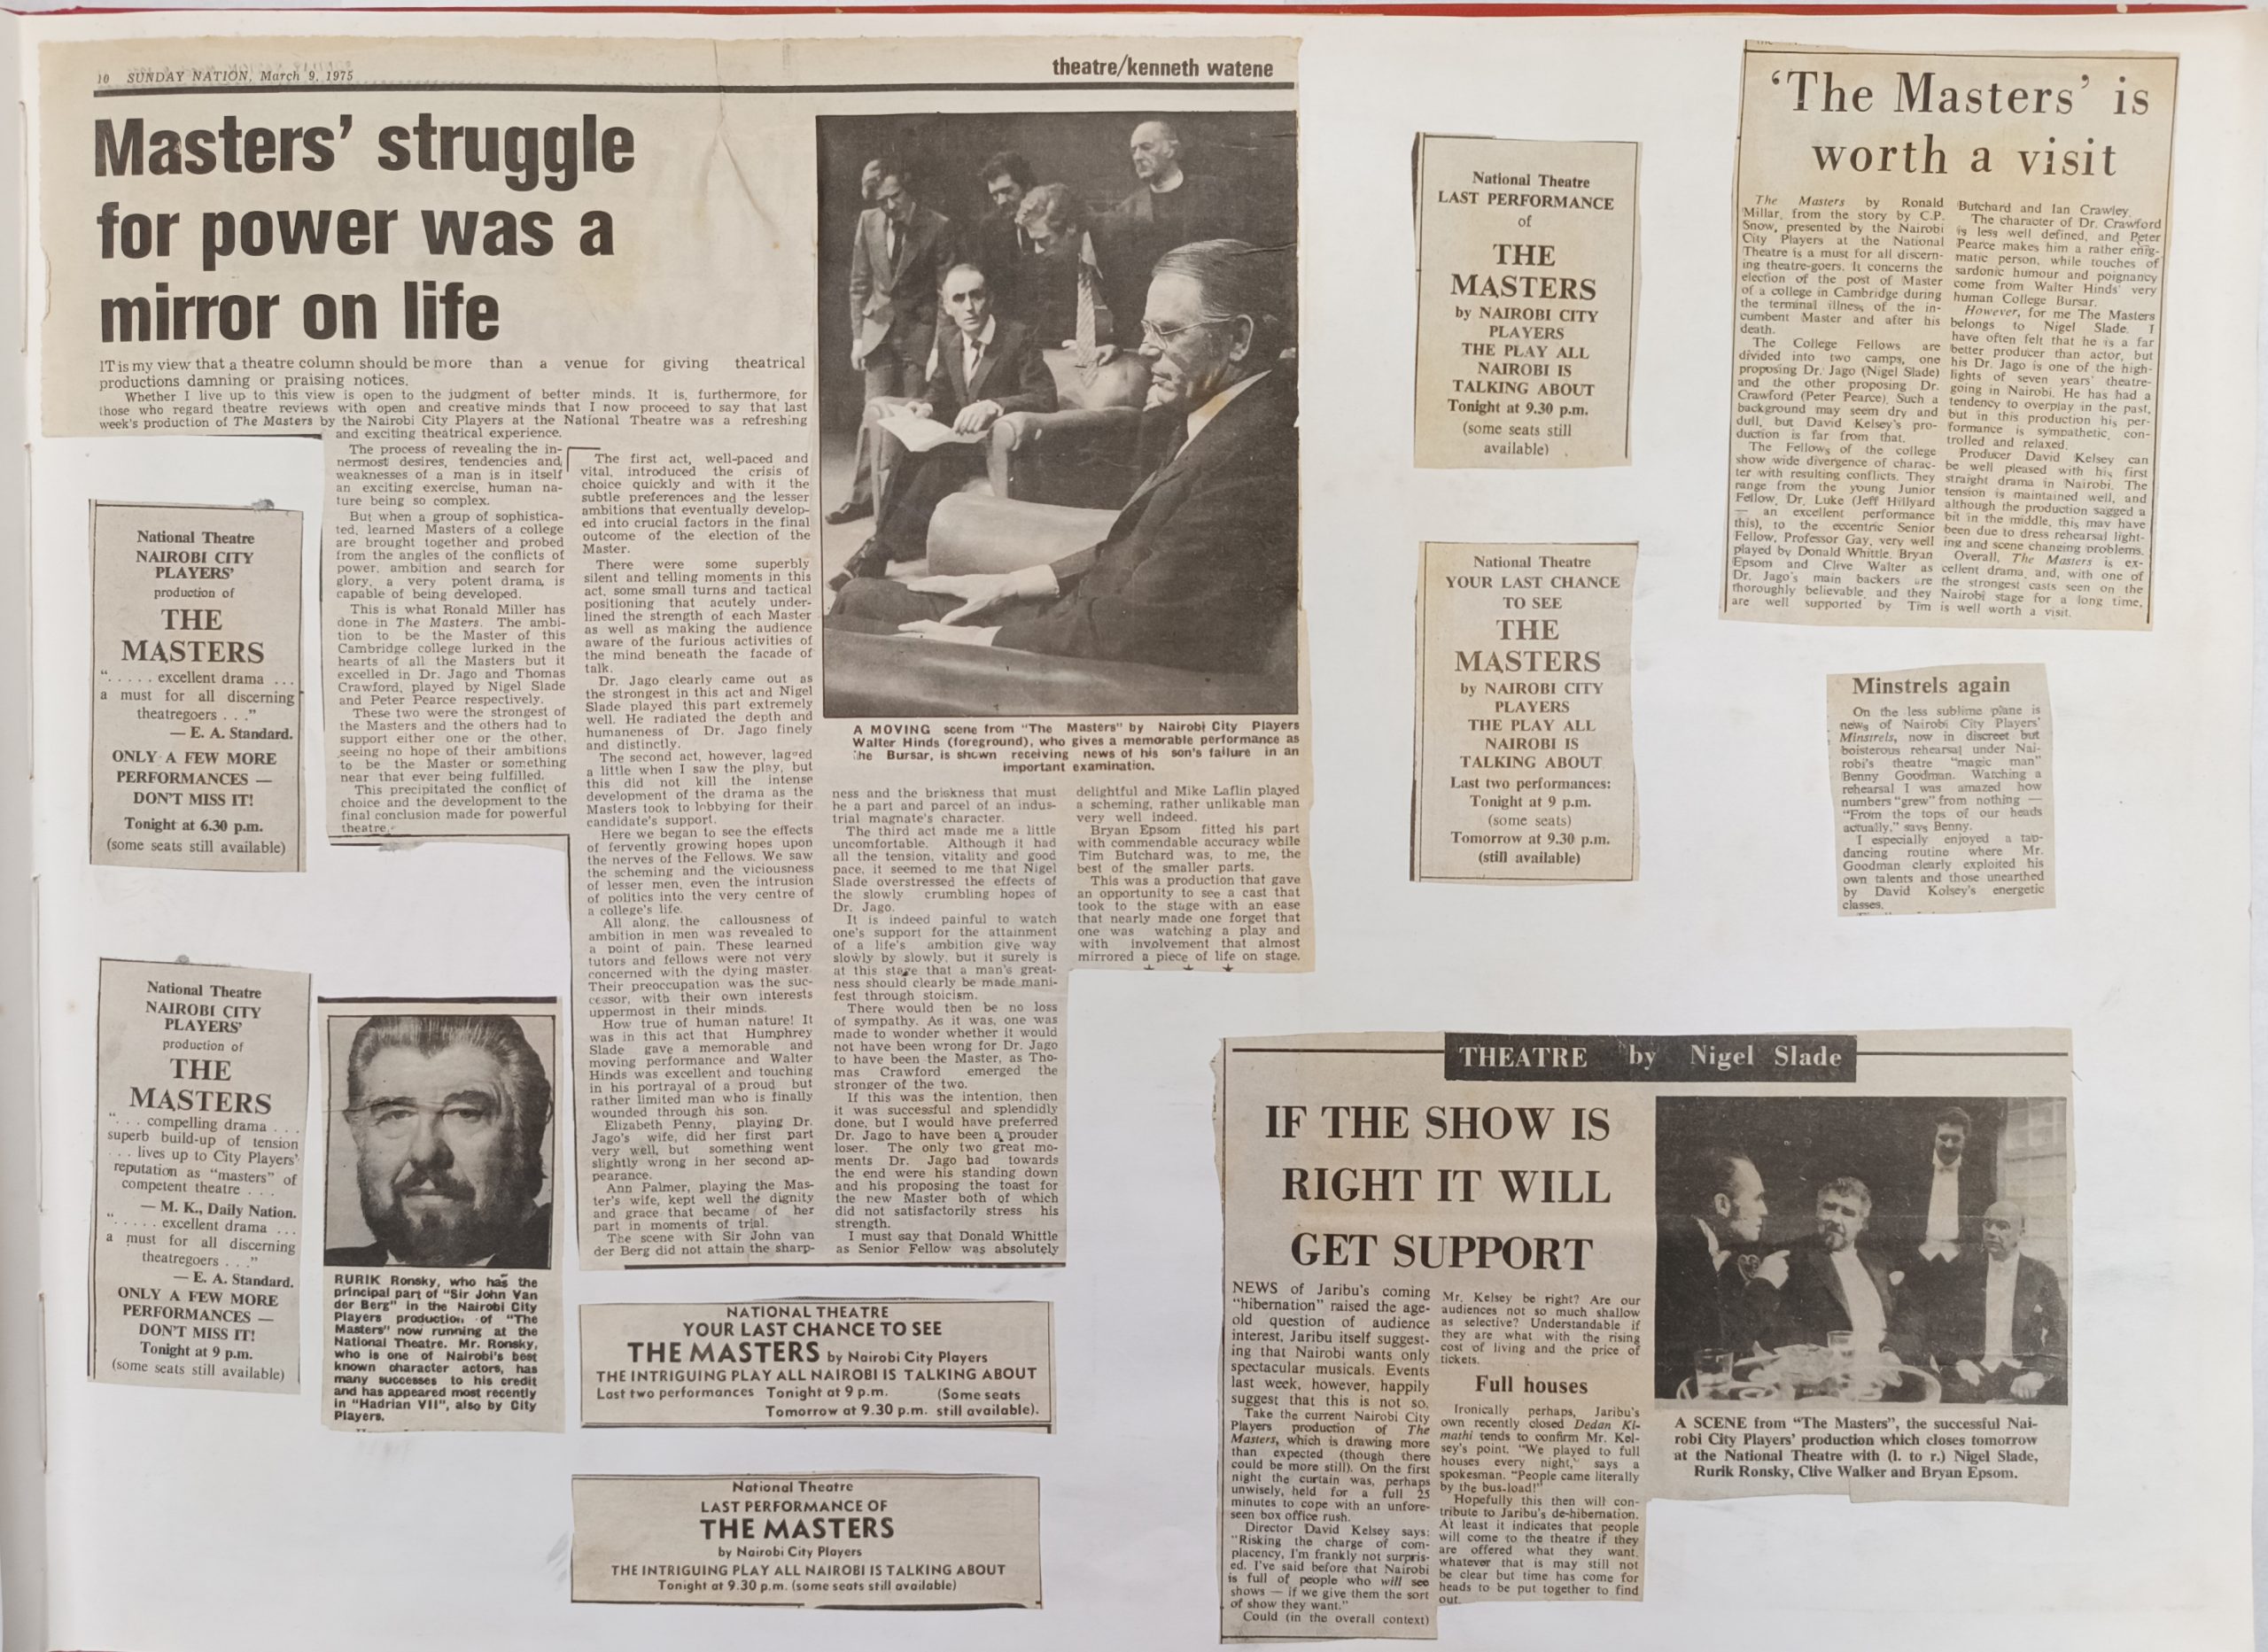 10 SUNDAY NATION, March 9, 1975
theatre/kenneth watene
Masters' struggle
for power was a
mirror on life
IT is my view that a theatre column should be more than a venue for giving theatrical
productions damning or praising notices.
Whether I live up to this view is open to the judgment of better minds. It is, furthermore, for
those who regard theatre reviews with open and creative minds that I now proceed to say that last
week's production of The Masters by the Nairobi City Players at the National Theatre was a refreshing
and exciting theatrical experience.
The process of revealing the in-
nermost desires, tendencies and
weaknesses of a man is in itself
an exciting exercise, human na-
ture being so complex.
But when a group of sophistica-
ted, learned Masters of a college
are brought together and probed
from the angles of the conflicts of
power, ambition and search for
glory, a very potent drama, is
capable of being developed.
This is what Ronald Miller has
done in The Masters. The ambi-
tion to be the Master of this
Cambridge college lurked in the
hearts of all the Masters but it
excelled in Dr. Jago and Thomas
Crawford, played by Nigel Slade
and Peter Pearce respectively.
These two were the strongest of
the Masters and the others had to
support either one or the other,
seeing no hope of their ambitions
to be the Master or something
near that ever being fulfilled.
This precipitated the conflict of
choice and the development to the
final conclusion made for powerful
theatre.
The first act, well-paced and
vital, introduced the crisis of
choice quickly and with it the
subtle preferences and the lesser
ambitions that eventually develop-
ed into crucial factors in the final
outcome of the election of the
Master.
There were some superbly
silent and telling moments in this
act, some small turns and tactical
positioning that acutely under-
lined the strength of each Master
as well as making the audience
aware of the furious activities of
the mind beneath the facade of
talk.
Dr. Jago clearly came out as
the strongest in this act and Nigel
Slade played this part extremely
well. He radiated the depth and
humaneness of Dr. Jago finely
and distinctly.
The second act, however, lagged
a little when I saw the play, but
this did not kill the intense
development of the drama as the
Masters took to lobbying for their
candidate's support.
Here we began to see the effects
of fervently growing hopes upon
the nerves of the Fellows. We saw
the scheming and the viciousness
of lesser men, even the intrusion
of politics into the very centre of
a college's life.
All along, the callousness of
ambition in men was revealed to
a point of pain. These learned
tutors and fellows were not very
concerned with the dying master.
Their preoccupation was the suc-
cessor, with their own interests
uppermost in their minds.
How true of human nature! It
was in this act that Humphrey
Slade gave a memorable and
moving performance and Walter
Hinds was excellent and touching
in his portrayal of a proud but
rather limited man who is finally
wounded through his son.
Elizabeth Penny, playing Dr.
Jago's wife, did her first part
very well, but something went
slightly wrong in her second ap-
pearance.
Ann Palmer, playing the Mas-
ter's wife, kept well the dignity
and grace that became of her
part in moments of trial.
The scene with Sir John van
der Berg did not attain the sharp-
A MOVING scene from "The Masters" by Nairobi City Players
Walter Hinds (foreground), who gives a memorable performance as
the Bursar, is shown receiving news of his son's failure in an
important examination.
ness and the briskness that must
be a part and parcel of an indus-
trial magnate's character.
The third act made me a little
uncomfortable. Although it had
all the tension, vitality and good
pace, it seemed to me that Nigel
Slade overstressed the effects of
the slowly crumbling hopes of
Dr. Jago.
It is indeed painful to watch
one's support for the attainment
of a life's ambition give way
slowly by slowly, but it surely is
at this stage that a man's great-
ness should clearly be made mani-
fest through stoicism.
There would then be no loss
of sympathy. As it was, one was
made to wonder whether it would
not have been wrong for Dr. Jago
to have been the Master, as Tho-
mas Crawford emerged the
stronger of the two.
If this was the intention, then
it was successful and splendidly
done, but I would have preferred
Dr. Jago to have been a prouder
loser. The only two great mo-
ments Dr. Jago had towards
the end were his standing down
and his proposing the toast for
the new Master both of which
did not satisfactorily stress his
strength.
I must say that Donald Whittle
as Senior Fellow was absolutely
delightful and Mike Laflin played
a scheming, rather unlikable man
very well indeed.
Bryan Epsom fitted his part
with commendable accuracy while
Tim Butchard was, to me, the
best of the smaller parts.
This was a production that gave
an opportunity to see a cast that
took to the stage with an ease
that nearly made one forget that
one was watching a play and
with involvement that almost
mirrored a piece of life on stage.
★ ★ ★
National Theatre
NAIROBI CITY
PLAYERS'
production of
THE
MASTERS
". . . . . excellent drama . . .
a must for all discerning
theatregoers . . ."
— E. A. Standard.
ONLY A FEW MORE
PERFORMANCES —
DON'T MISS IT!
Tonight at 6.30 p.m.
(some seats still available)
National Theatre
NAIROBI CITY
PLAYERS'
production of
THE
MASTERS
". . . . compelling drama . . .
superb build-up of tension
. . . lives up to City Players'
reputation as "masters" of
competent theatre . . .
— M. K., Daily Nation.
". . . . . excellent drama . . .
a must for all discerning
theatregoers . . ."
— E. A. Standard.
ONLY A FEW MORE
PERFORMANCES —
DON'T MISS IT!
Tonight at 9 p.m.
(some seats still available)
RURIK Ronsky, who has the
principal part of "Sir John Van
der Berg" in the Nairobi City
Players production of "The
Masters" now running at the
National Theatre. Mr. Ronsky,
who is one of Nairobi's best
known character actors, has
many successes to his credit
and has appeared most recently
in "Hadrian VII", also by City
Players.
NATIONAL THEATRE
YOUR LAST CHANCE TO SEE
THE MASTERS by Nairobi City Players
THE INTRIGUING PLAY ALL NAIROBI IS TALKING ABOUT
Last two performances Tonight at 9 p.m. (Some seats
Tomorrow at 9.30 p.m. still available).
National Theatre
LAST PERFORMANCE OF
THE MASTERS
by Nairobi City Players
THE INTRIGUING PLAY ALL NAIROBI IS TALKING ABOUT
Tonight at 9.30 p.m. (some seats still available)
National Theatre
LAST PERFORMANCE
of
THE
MASTERS
by NAIROBI CITY
PLAYERS
THE PLAY ALL
NAIROBI IS
TALKING ABOUT
Tonight at 9.30 p.m.
(some seats still
available)
National Theatre
YOUR LAST CHANCE
TO SEE
THE
MASTERS
by NAIROBI CITY
PLAYERS
THE PLAY ALL
NAIROBI IS
TALKING ABOUT
Last two performances:
Tonight at 9 p.m.
(some seats)
Tomorrow at 9.30 p.m.
(still available)
'The Masters' is
worth a visit
The Masters by Ronald
Millar, from the story by C.P.
Snow, presented by the Nairobi
City Players at the National
Theatre is a must for all discern-
ing theatre-goers. It concerns the
election of the post of Master
of a college in Cambridge during
the terminal illness of the in-
cumbent Master and after his
death.
The College Fellows are
divided into two camps, one
proposing Dr. Jago (Nigel Slade)
and the other proposing Dr.
Crawford (Peter Pearce). Such a
background may seem dry and
dull, but David Kelsey's pro-
duction is far from that.
The Fellows of the college
show wide divergence of charac-
ter with resulting conflicts. They
range from the young Junior
Fellow, Dr. Luke (Jeff Hillyard
— an excellent performance
this), to the eccentric Senior
Fellow, Professor Gay, very well
played by Donald Whittle. Bryan
Epsom and Clive Walter as
Dr. Jago's main backers are
thoroughly believable, and they
are well supported by Tim
Butchard and Ian Crawley.
The character of Dr. Crawford
is less well defined, and Peter
Pearce makes him a rather enig-
matic person, while touches of
sardonic humour and poignancy
come from Walter Hinds' very
human College Bursar.
However, for me The Masters
belongs to Nigel Slade. I
have often felt that he is a far
better producer than actor, but
his Dr. Jago is one of the high-
lights of seven years' theatre-
going in Nairobi. He has had a
tendency to overplay in the past,
but in this production his per-
formance is sympathetic, con-
trolled and relaxed.
Producer David Kelsey can
be well pleased with his first
straight drama in Nairobi. The
tension is maintained well, and
although the production sagged a
bit in the middle, this may have
been due to dress rehearsal light-
ing and scene changing problems.
Overall, The Masters is ex-
cellent drama, and, with one of
the strongest casts seen on the
Nairobi stage for a long time,
is well worth a visit.
Minstrels again
On the less sublime plane is
news of Nairobi City Players'
Minstrels, now in discreet but
boisterous rehearsal under Nai-
robi's theatre "magic man"
Benny Goodman. Watching a
rehearsal I was amazed how
numbers "grew" from nothing —
"From the tops of our heads
actually," says Benny.
I especially enjoyed a tap-
dancing routine where Mr.
Goodman clearly exploited his
own talents and those unearthed
by David Kolsey's energetic
classes.
THEATRE by Nigel Slade
IF THE SHOW IS
RIGHT IT WILL
GET SUPPORT
NEWS of Jaribu's coming
"hibernation" raised the age-
old question of audience
interest, Jaribu itself suggest-
ing that Nairobi wants only
spectacular musicals. Events
last week, however, happily
suggest that this is not so.
Take the current Nairobi City
Players production of The
Masters, which is drawing more
than expected (though there
could be more still). On the first
night the curtain was, perhaps
unwisely, held for a full 25
minutes to cope with an unfore-
seen box office rush.
Director David Kelsey says:
"Risking the charge of com-
placency, I'm frankly not surpris-
ed. I've said before that Nairobi
is full of people who will see
shows — if we give them the sort
of show they want."
Could (in the overall context)
Mr. Kelsey be right? Are our
audiences not so much shallow
as selective? Understandable if
they are what with the rising
cost of living and the price of
tickets.
Full houses
Ironically perhaps, Jaribu's
own recently closed Dedan Ki-
mathi tends to confirm Mr. Kel-
sey's point. "We played to full
houses every night," says a
spokesman. "People came literally
by the bus-load!"
Hopefully this then will con-
tribute to Jaribu's de-hibernation.
At least it indicates that people
will come to the theatre if they
are offered what they want,
whatever that is may still not
be clear but time has come for
heads to be put together to find
out.
A SCENE from "The Masters", the successful Nai-
robi City Players' production which closes tomorrow
at the National Theatre with (l. to r.) Nigel Slade,
Rurik Ronsky, Clive Walker and Bryan Epsom.